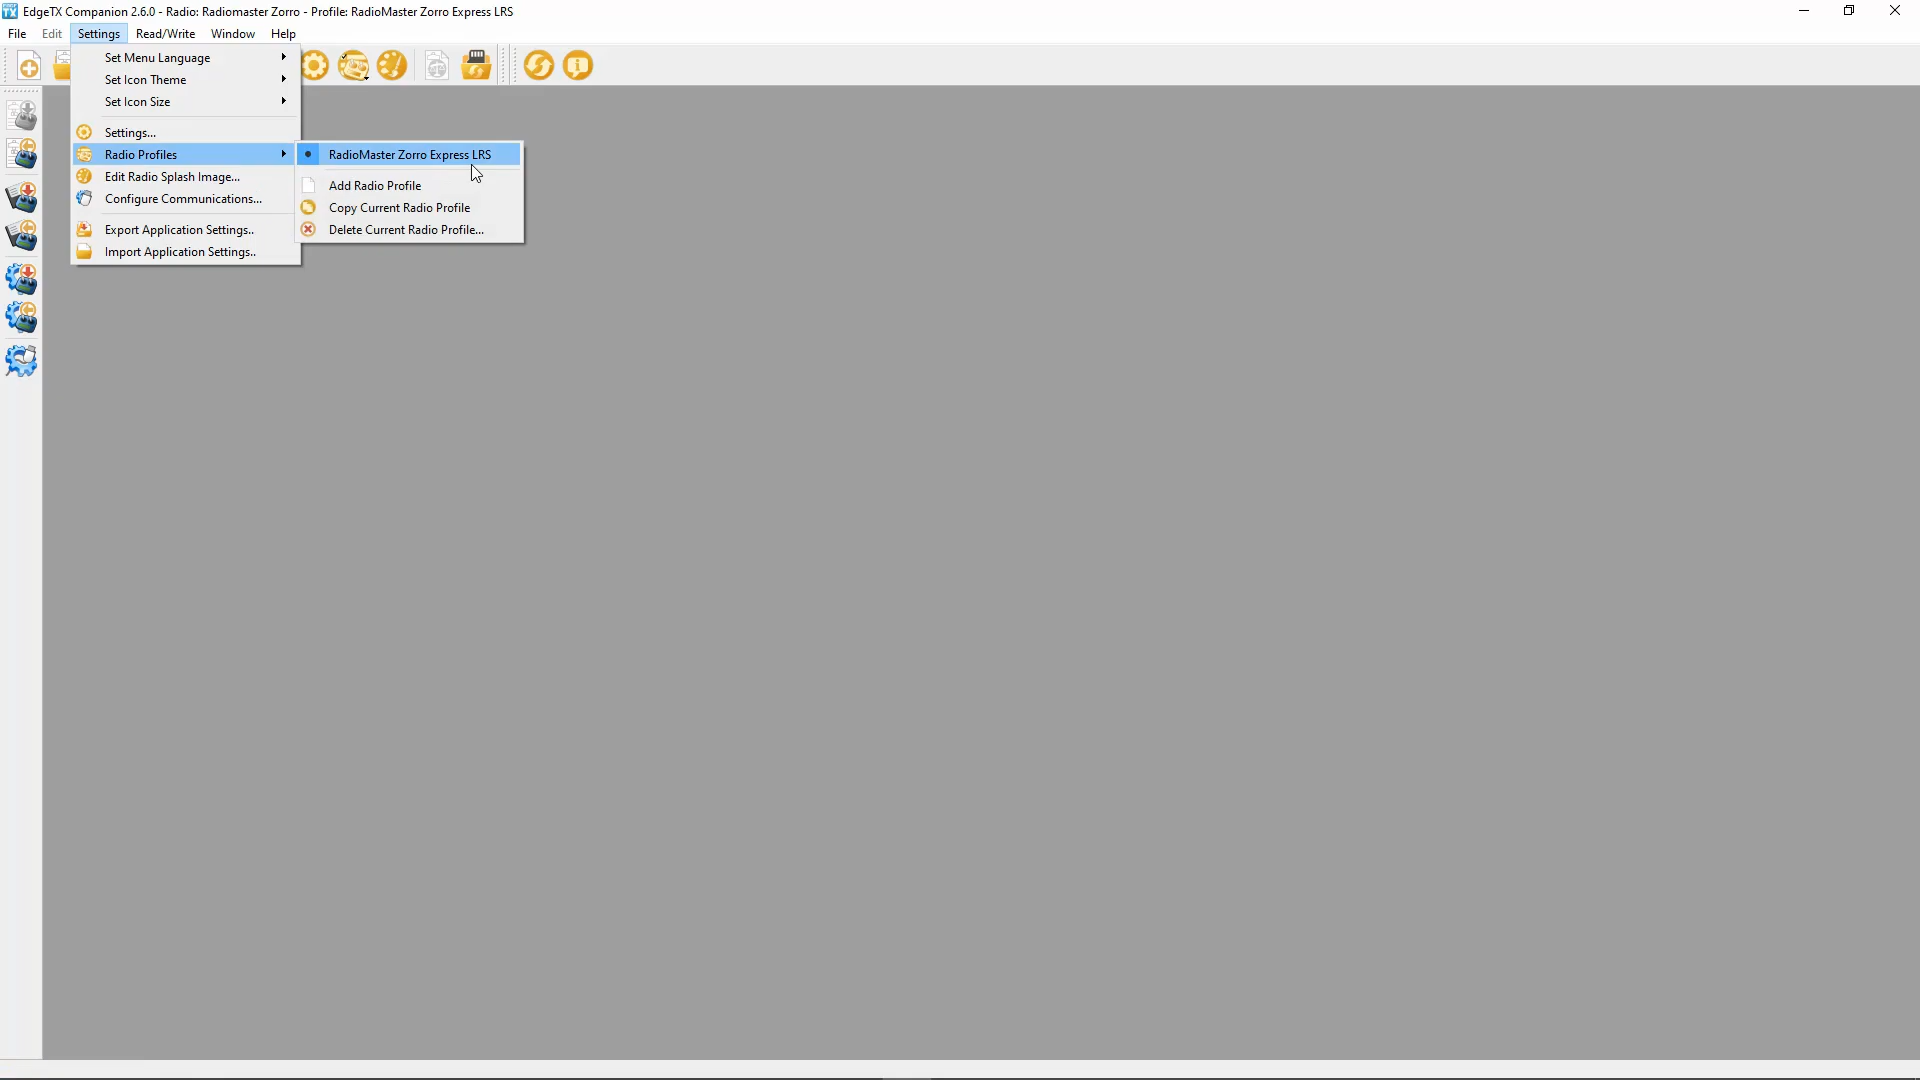 EdgeTX Companion 2.6.0 - Radio: Radiomaster Zorro - Profile: RadioMaster Zorro Express LRS
File Edit Settings Read/Write Window Help
Set Menu Language
Set Icon Theme
Set Icon Size
Settings...
Radio Profiles
Edit Radio Splash Image...
Configure Communications...
Export Application Settings..
Import Application Settings..
RadioMaster Zorro Express LRS
Add Radio Profile
Copy Current Radio Profile
Delete Current Radio Profile...